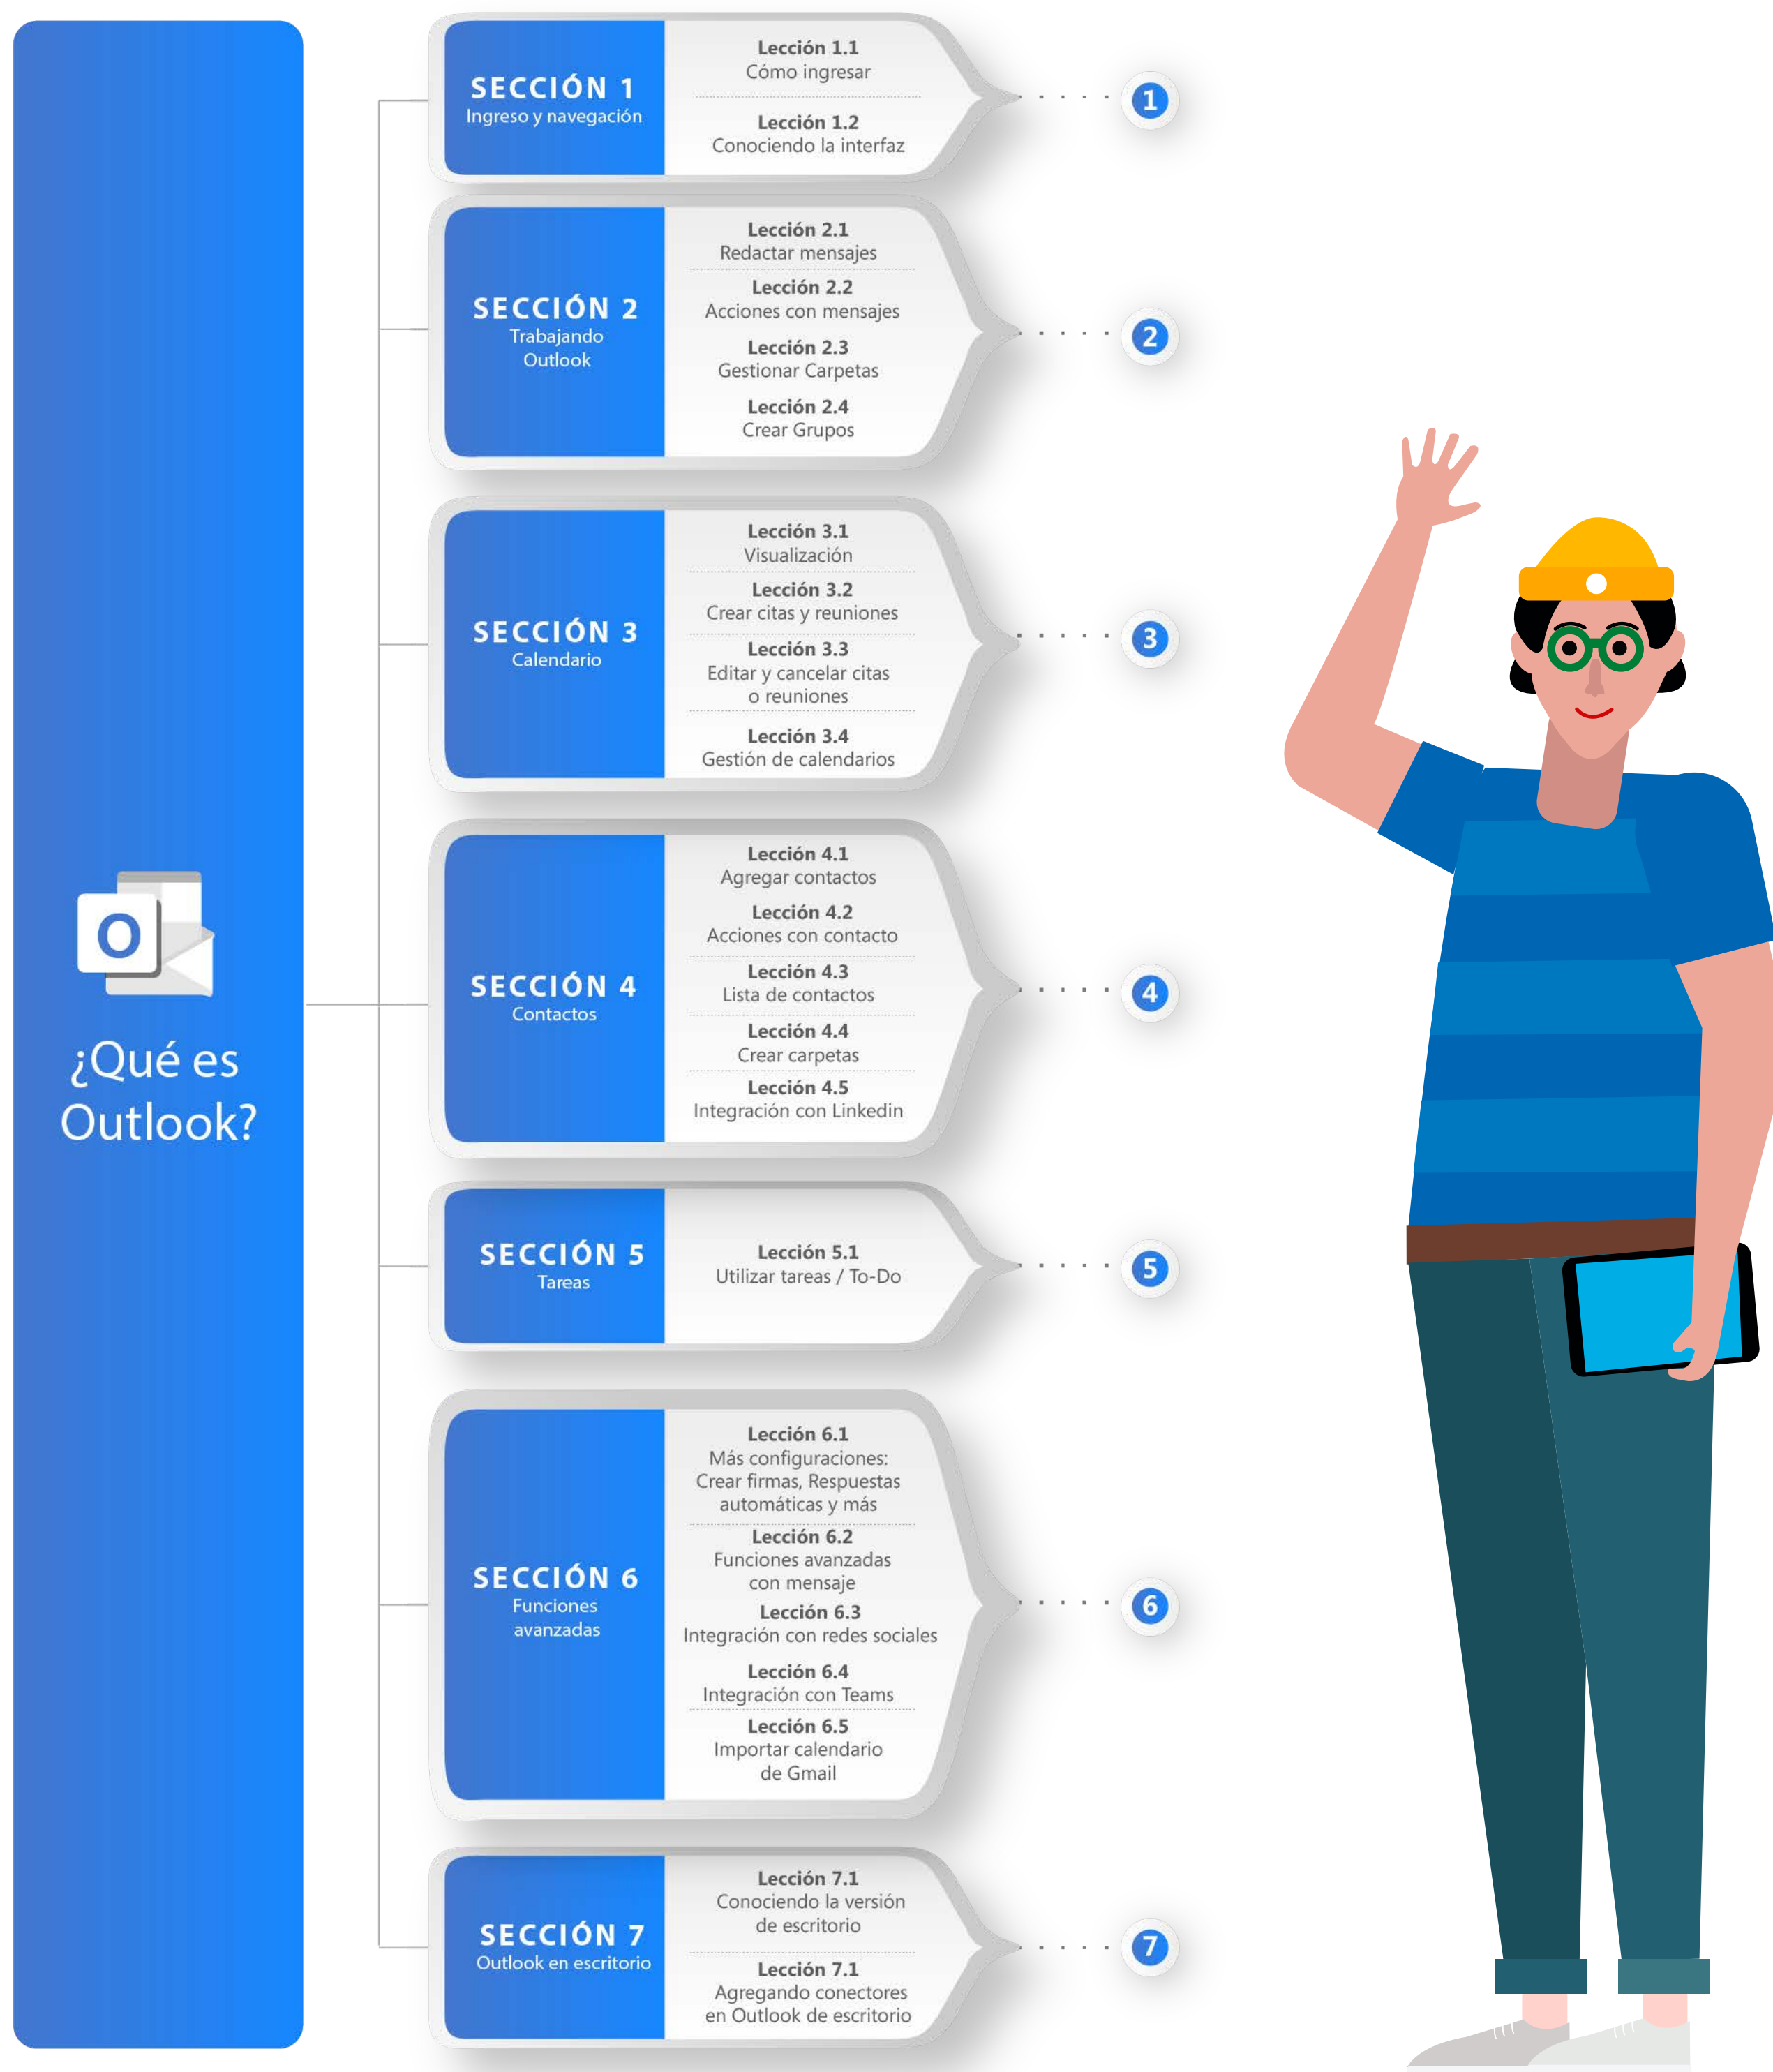 O
¿Qué es
Outlook?
SECCIÓN 1
Ingreso y navegación
Lección 1.1
Cómo ingresar
Lección 1.2
Conociendo la interfaz
1
SECCIÓN 2
Trabajando
Outlook
Lección 2.1
Redactar mensajes
Lección 2.2
Acciones con mensajes
Lección 2.3
Gestionar Carpetas
Lección 2.4
Crear Grupos
2
SECCIÓN 3
Calendario
Lección 3.1
Visualización
Lección 3.2
Crear citas y reuniones
Lección 3.3
Editar y cancelar citas
o reuniones
Lección 3.4
Gestión de calendarios
3
SECCIÓN 4
Contactos
Lección 4.1
Agregar contactos
Lección 4.2
Acciones con contacto
Lección 4.3
Lista de contactos
Lección 4.4
Crear carpetas
Lección 4.5
Integración con Linkedin
4
SECCIÓN 5
Tareas
Lección 5.1
Utilizar tareas / To-Do
5
SECCIÓN 6
Funciones
avanzadas
Lección 6.1
Más configuraciones:
Crear firmas, Respuestas
automáticas y más
Lección 6.2
Funciones avanzadas
con mensaje
Lección 6.3
Integración con redes sociales
Lección 6.4
Integración con Teams
Lección 6.5
Importar calendario
de Gmail
6
SECCIÓN 7
Outlook en escritorio
Lección 7.1
Conociendo la versión
de escritorio
Lección 7.1
Agregando conectores
en Outlook de escritorio
7